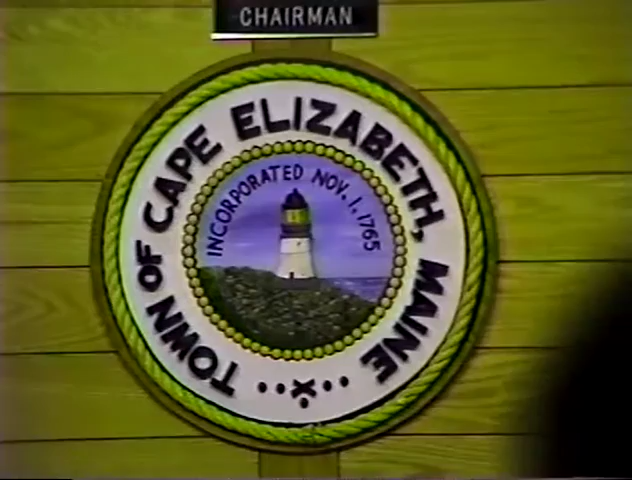 CHAIRMAN
TOWN OF CAPE ELIZABETH, MAINE
INCORPORATED NOV. 1, 1765